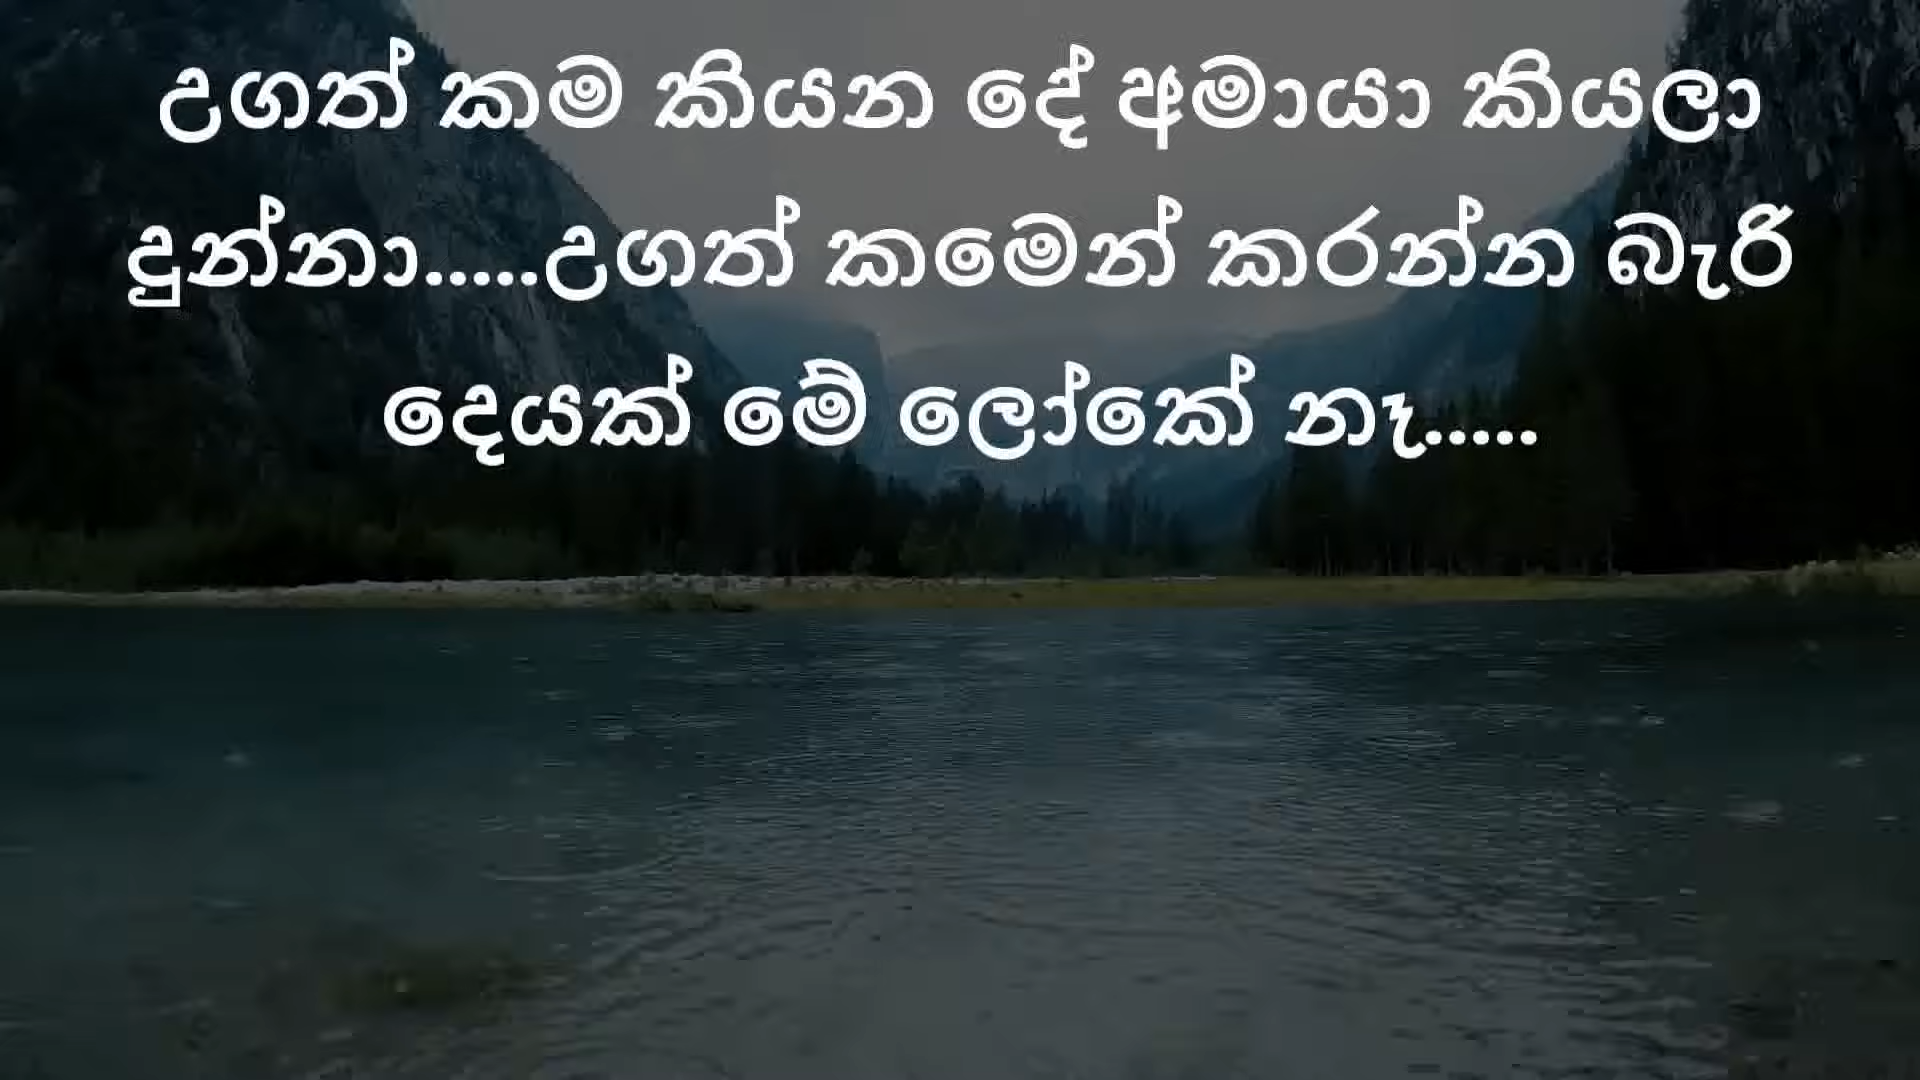 උගත් කම කියන දේ අමායා කියලා
දුන්නා.....උගත් කමෙන් කරන්න බැරි
දෙයක් මේ ලෝකේ නෑ.....